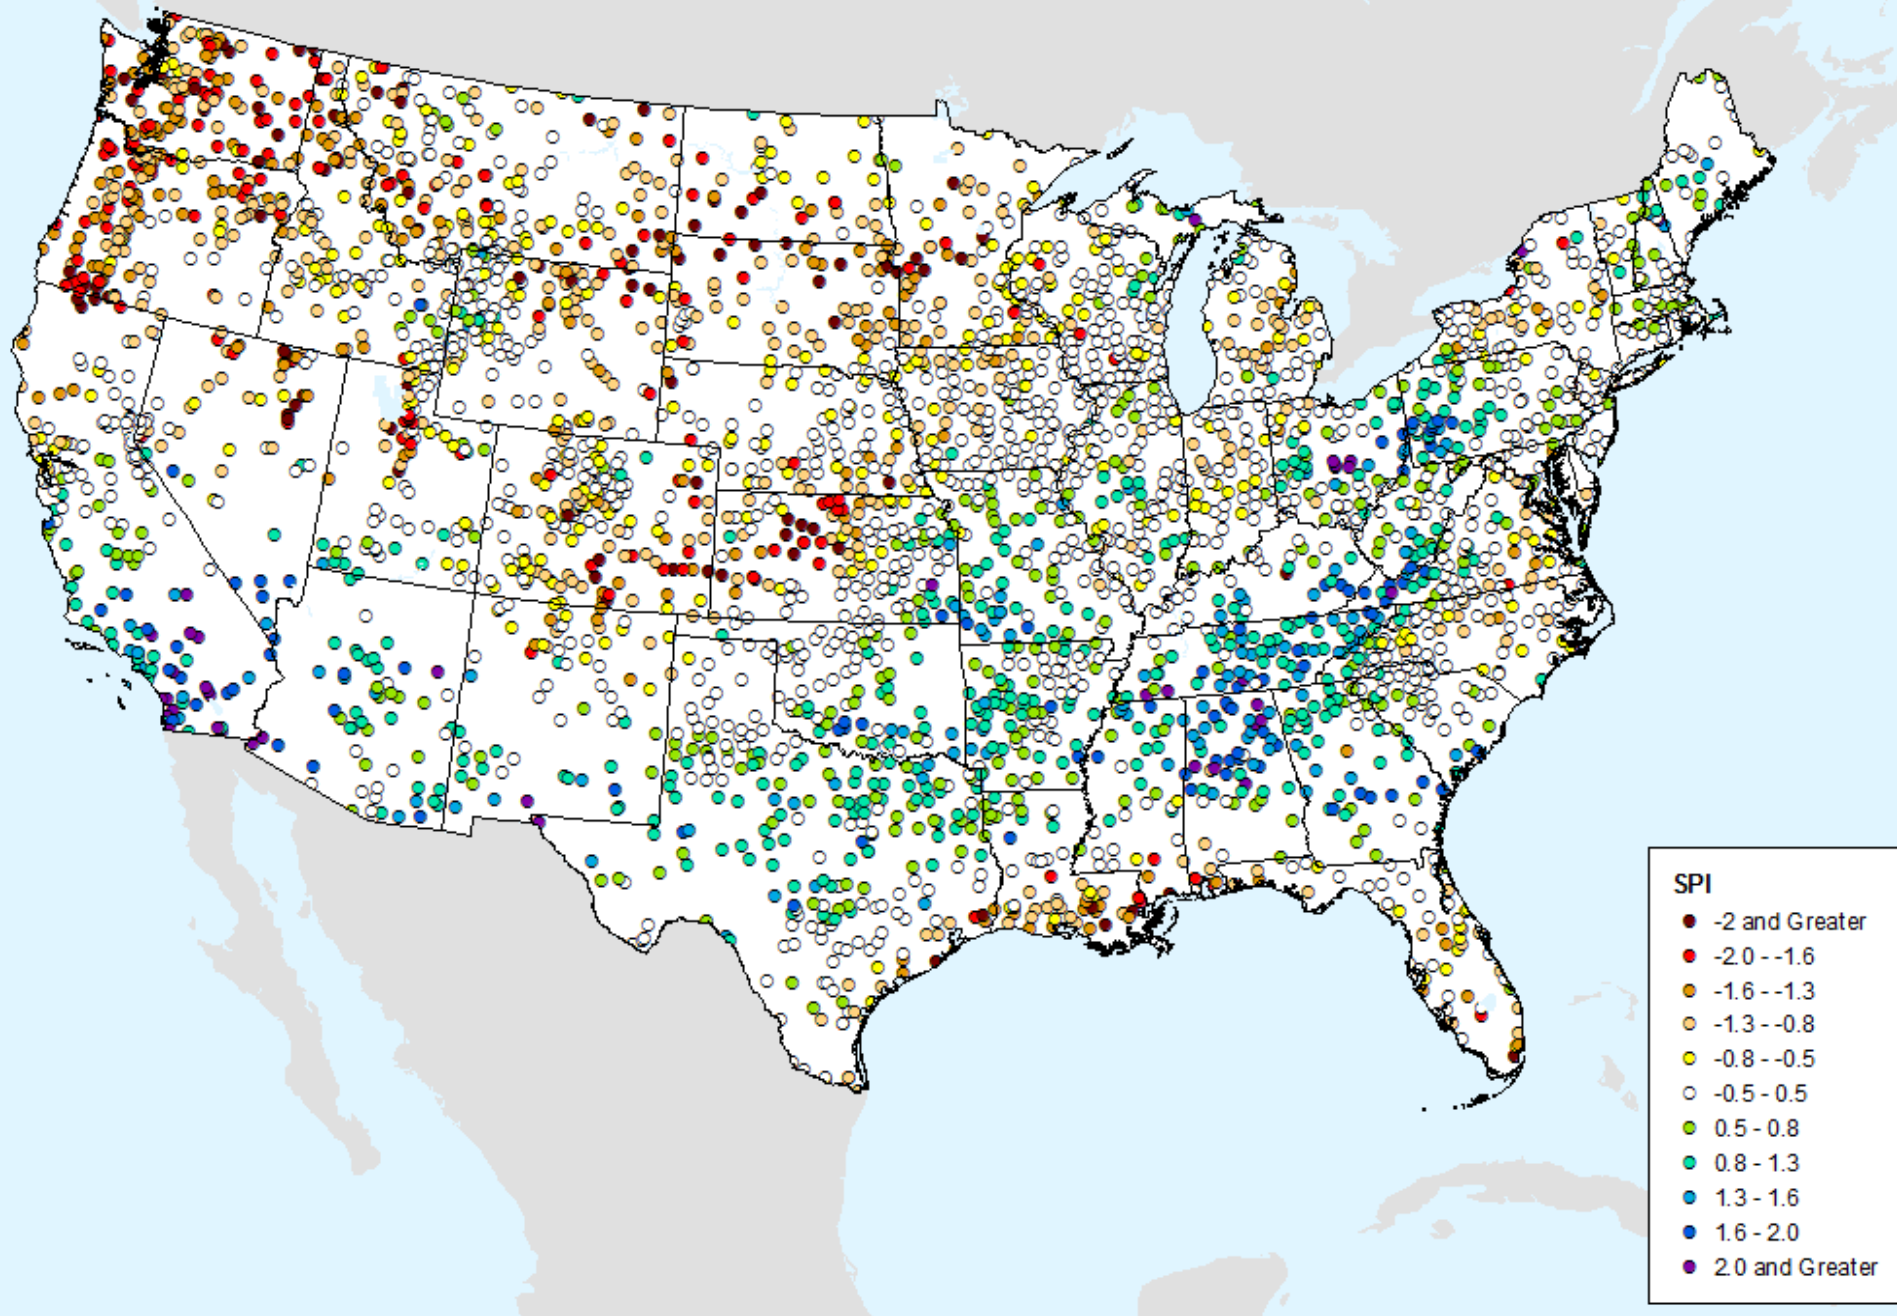 SPI
-2 and Greater
-2.0 - -1.6
-1.6 - -1.3
-1.3 - -0.8
-0.8 - -0.5
-0.5 - 0.5
0.5 - 0.8
0.8 - 1.3
1.3 - 1.6
1.6 - 2.0
2.0 and Greater